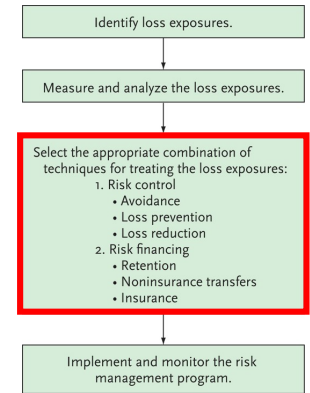 Identify loss exposures.
Measure and analyze the loss exposures.
Select the appropriate combination of
techniques for treating the loss exposures:
1. Risk control
• Avoidance
• Loss prevention
• Loss reduction
2. Risk financing
• Retention
• Noninsurance transfers
• Insurance
Implement and monitor the risk
management program.